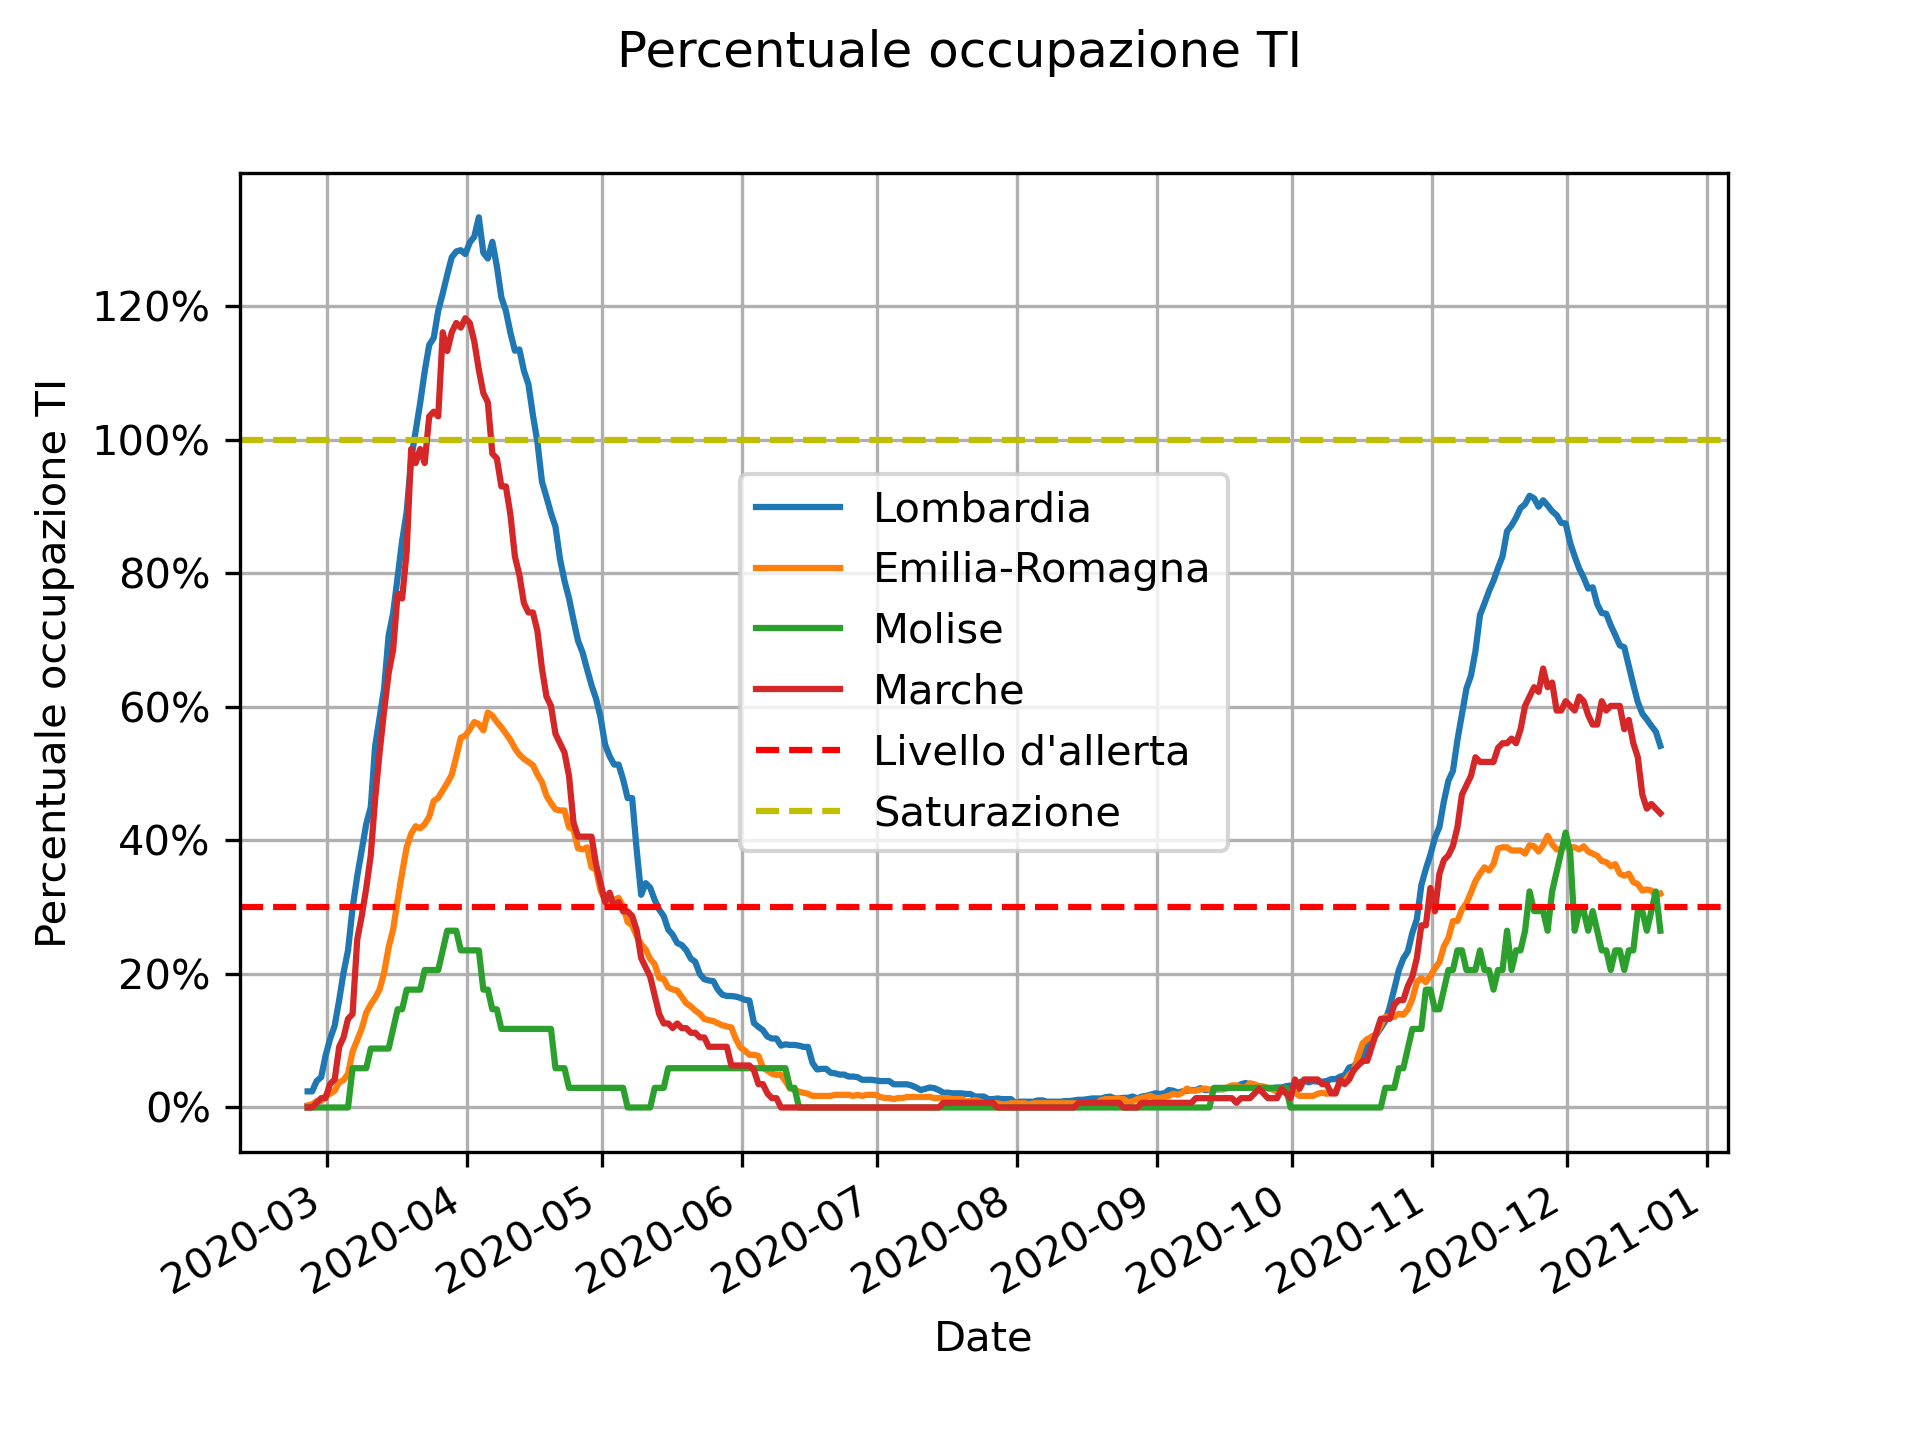 Percentuale occupazione TI
Percentuale occupazione TI
120%
100%
80%
60%
40%
20%
0%
Lombardia
Emilia-Romagna
Molise
Marche
Livello d'allerta
Saturazione
2020-03
2020-04
2020-05
2020-06
2020-07
2020-08
2020-09
2020-10
2020-11
2020-12
2021-01
Date